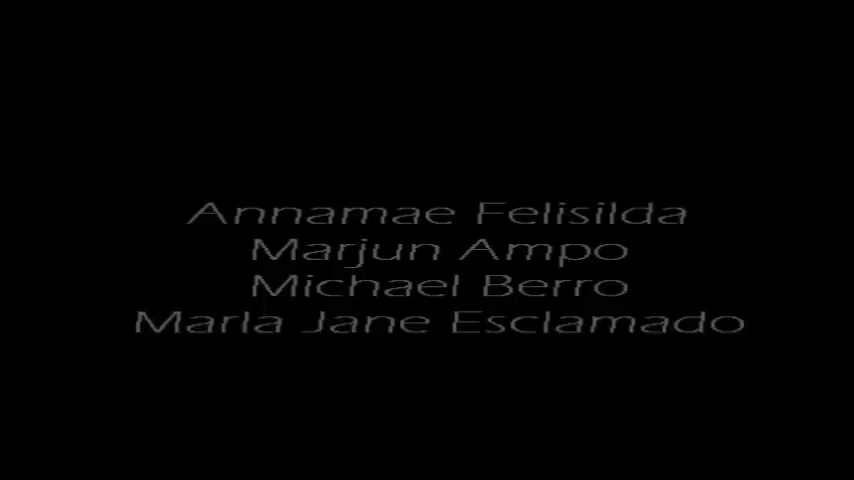 Annamae Felisilda
Marjun Ampo
Michael Berro
Marla Jane Esclamado